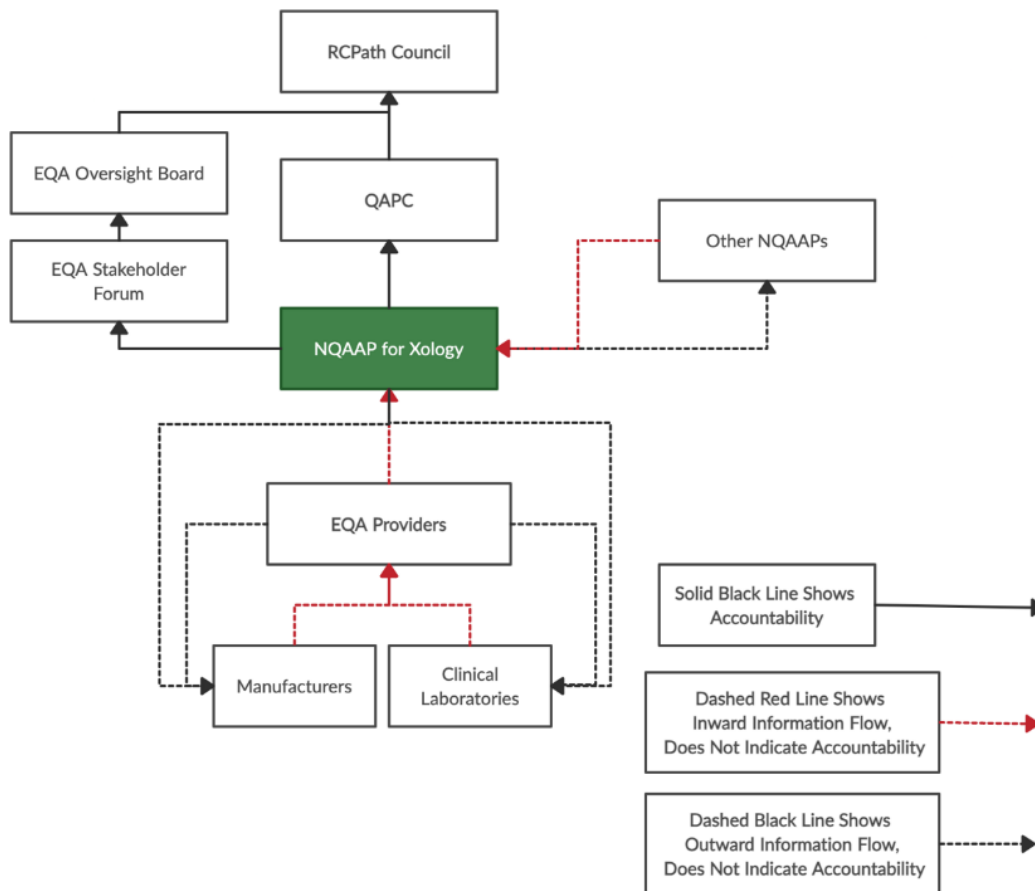 RCPath Council
EQA Oversight Board
QAPC
Other NQAAPs
EQA Stakeholder
Forum
NQAAP for Xology
EQA Providers
Manufacturers
Clinical
Laboratories
Solid Black Line Shows
Accountability
Dashed Red Line Shows
Inward Information Flow,
Does Not Indicate Accountability
Dashed Black Line Shows
Outward Information Flow,
Does Not Indicate Accountability